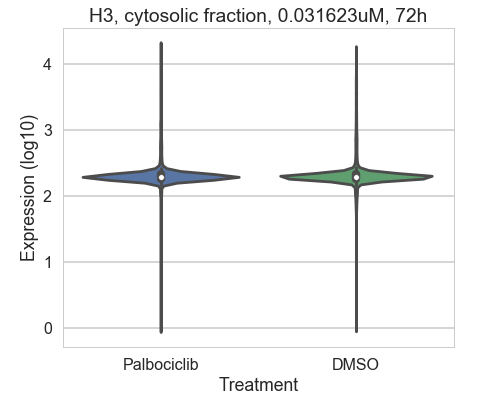 H3, cytosolic fraction, 0.031623uM, 72h
Expression (log10)
4
3
2
1
0
Palbociclib
DMSO
Treatment